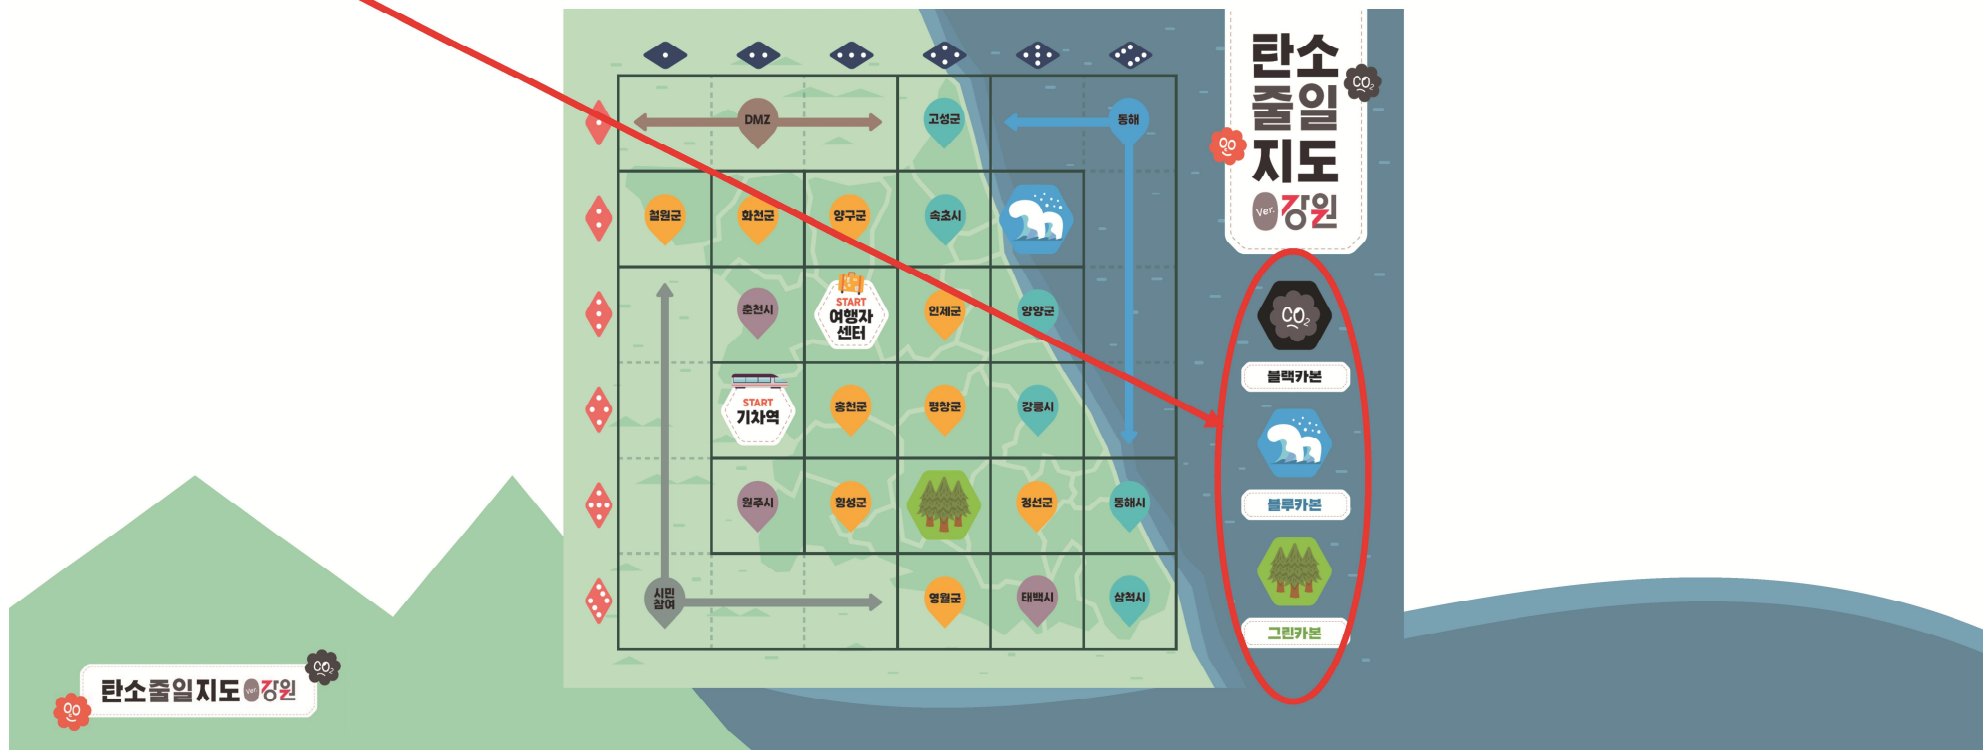 탄소
줄일
지도
Ver. 강원
CO₂
DMZ
고성군
동해
철원군
화천군
양구군
속초시
춘천시
START
여행자
센터
인제군
양양군
START
기차역
홍천군
평창군
강릉시
원주시
횡성군
정선군
동해시
시민
참여
영월군
태백시
삼척시
CO₂
블랙카본
블루카본
그린카본
탄소줄일지도 Ver. 강원
CO₂